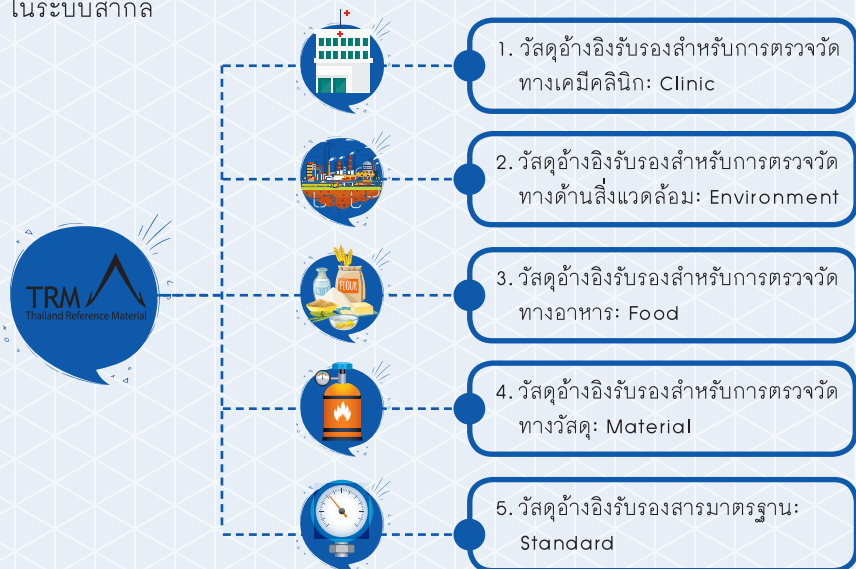 ในระบบสากล
1. วัสดุอ้างอิงรับรองสำหรับการตรวจวัด
ทางเคมีคลินิก: Clinic
2. วัสดุอ้างอิงรับรองสำหรับการตรวจวัด
ทางด้านสิ่งแวดล้อม: Environment
TRM
Thailand Reference Material
FLOUR
3. วัสดุอ้างอิงรับรองสำหรับการตรวจวัด
ทางอาหาร: Food
4. วัสดุอ้างอิงรับรองสำหรับการตรวจวัด
ทางวัสดุ: Material
5. วัสดุอ้างอิงรับรองสารมาตรฐาน:
Standard